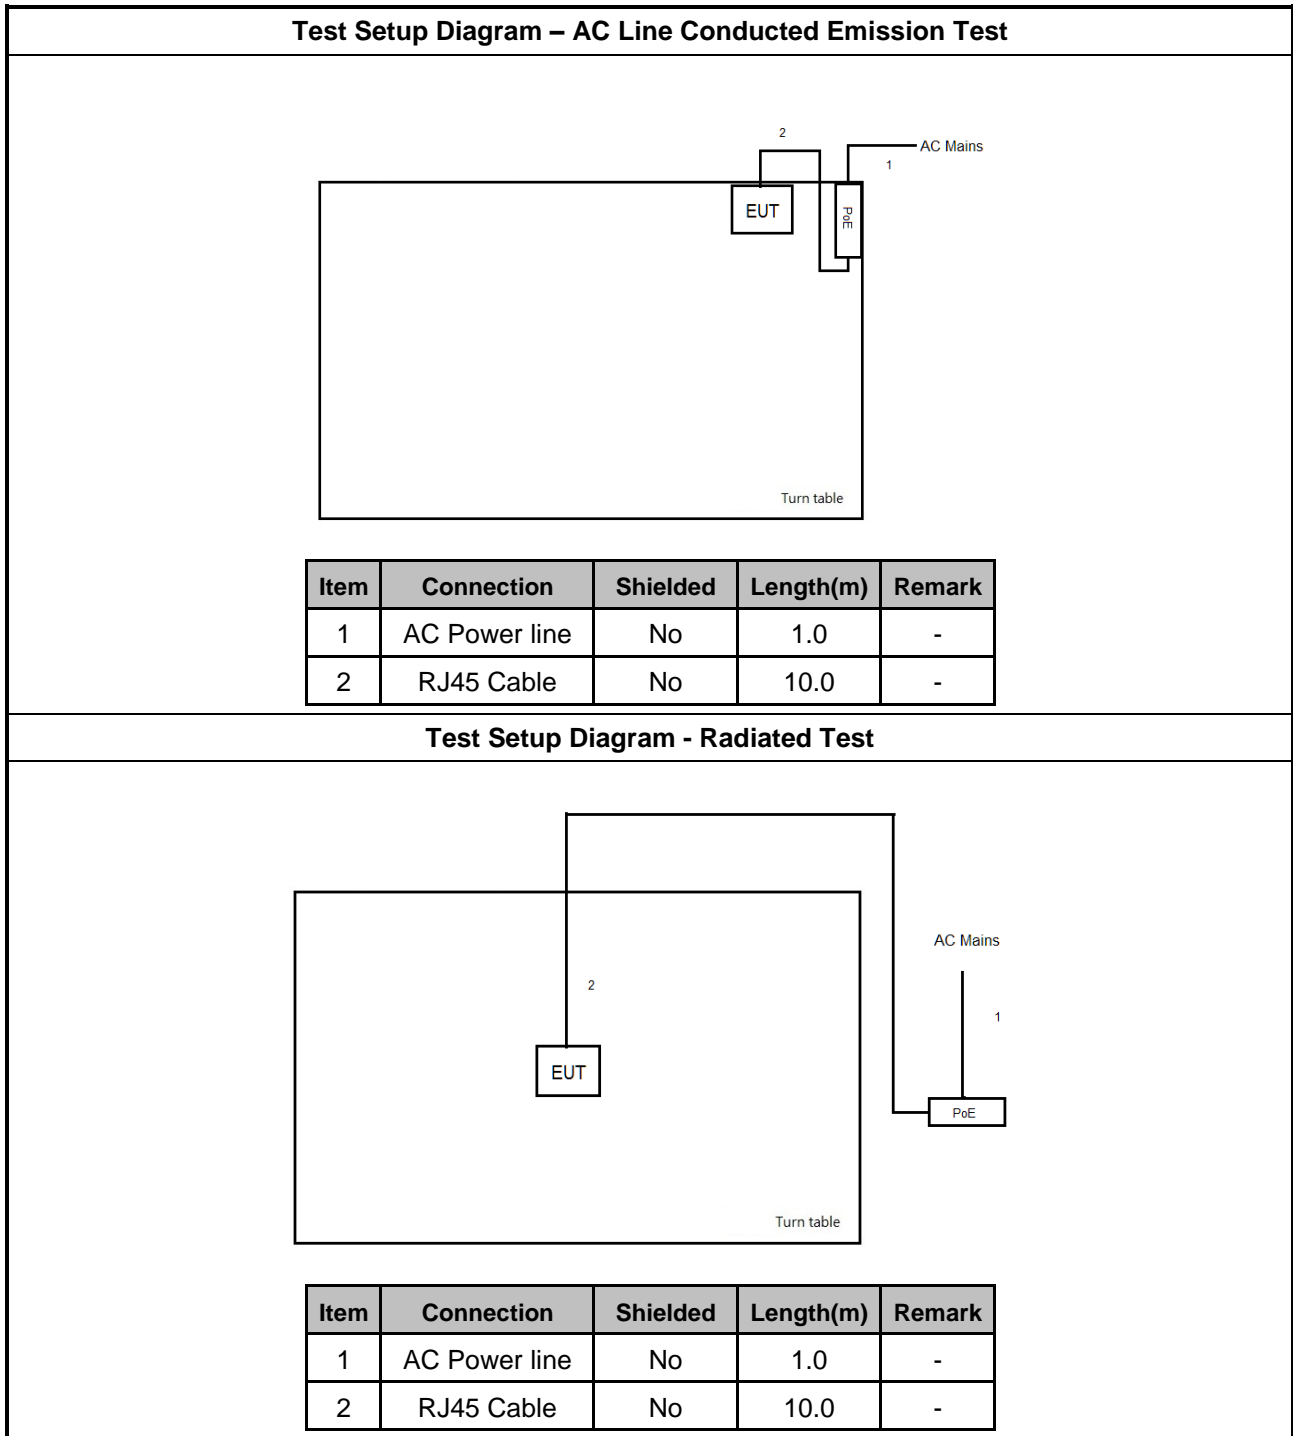 Test Setup Diagram – AC Line Conducted Emission Test
2
AC Mains
1
EUT
PoE
Turn table
Item Connection Shielded Length(m) Remark
1 AC Power line No 1.0 -
2 RJ45 Cable No 10.0 -
Test Setup Diagram - Radiated Test
AC Mains
2
1
EUT
PoE
Turn table
Item Connection Shielded Length(m) Remark
1 AC Power line No 1.0 -
2 RJ45 Cable No 10.0 -